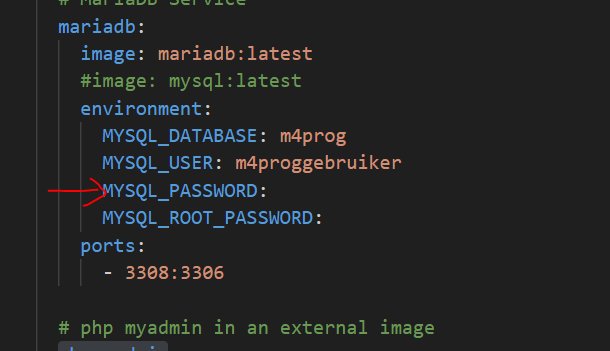 # MariaDB Service
mariadb:
image: mariadb:latest
#image: mysql:latest
environment:
MYSQL_DATABASE: m4prog
MYSQL_USER: m4proggebruiker
MYSQL_PASSWORD:
MYSQL_ROOT_PASSWORD:
ports:
- 3308:3306
# php myadmin in an external image